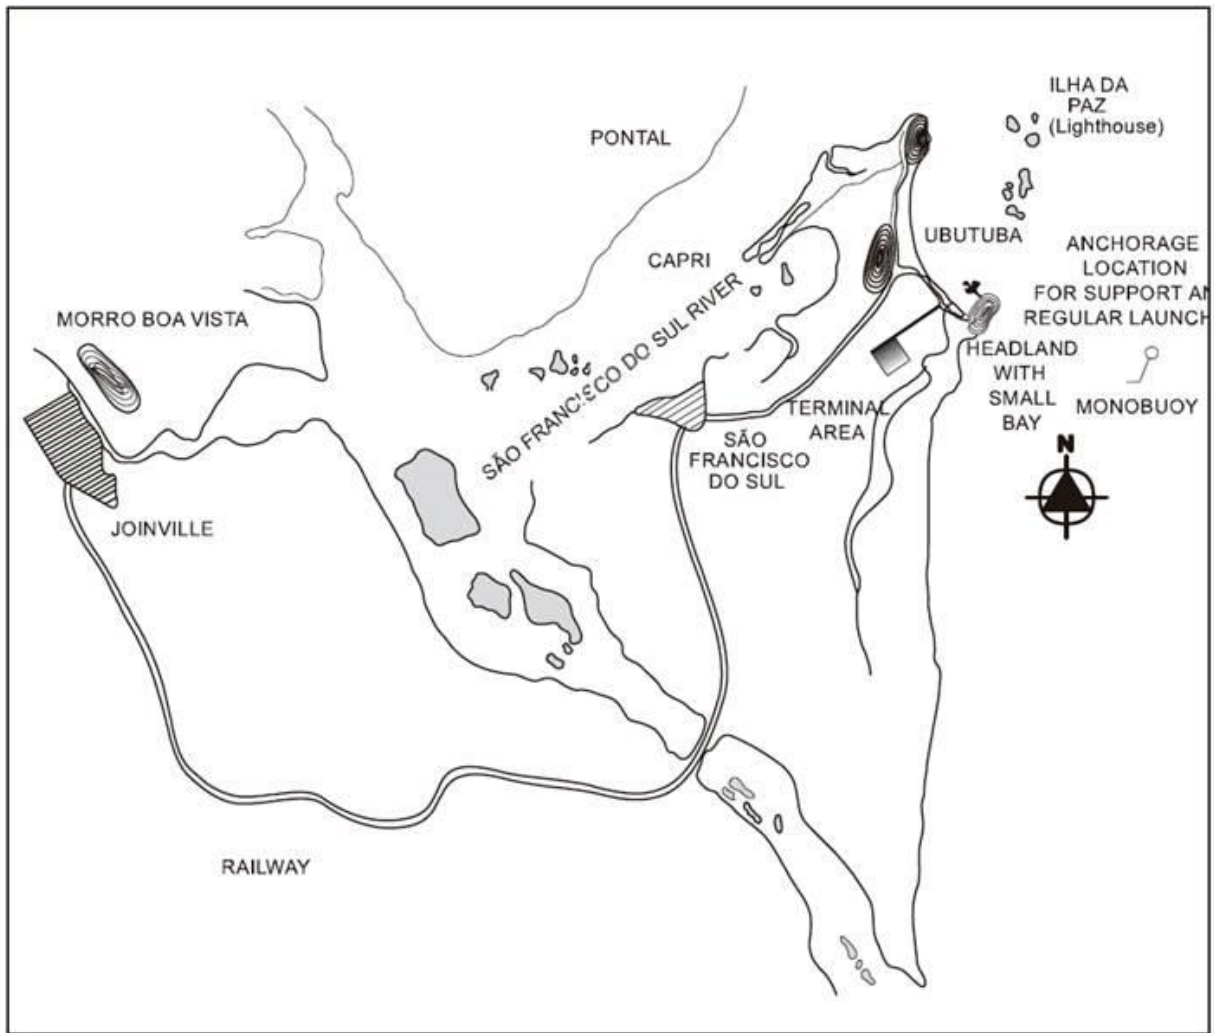 ILHA DA
PAZ
(Lighthouse)
PONTAL
UBUTUBA
ANCHORAGE
LOCATION
FOR SUPPORT AN
REGULAR LAUNCH
CAPRI
SÃO FRANCISCO DO SUL RIVER
MORRO BOA VISTA
HEADLAND
WITH
SMALL
BAY
MONOBUOY
TERMINAL
AREA
SÃO
FRANCISCO
DO SUL
N
JOINVILLE
RAILWAY